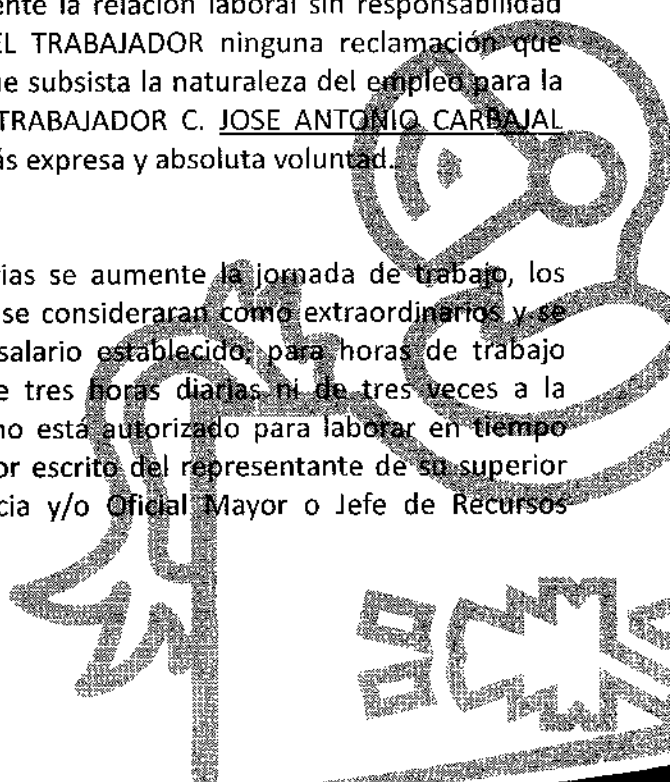 ente la relación laboral sin responsabilidad
EL TRABAJADOR ninguna reclamación que
ue subsista la naturaleza del empleo para la
TRABAJADOR C. JOSE ANTONIO CARBAJAL
ás expresa y absoluta voluntad.
rias se aumente la jornada de trabajo, los
se consideraran como extraordinarios y se
salario establecido, para horas de trabajo
e tres horas diarias ni de tres veces a la
no está autorizado para laborar en tiempo
or escrito del representante de su superior
cia y/o Oficial Mayor o Jefe de Recursos